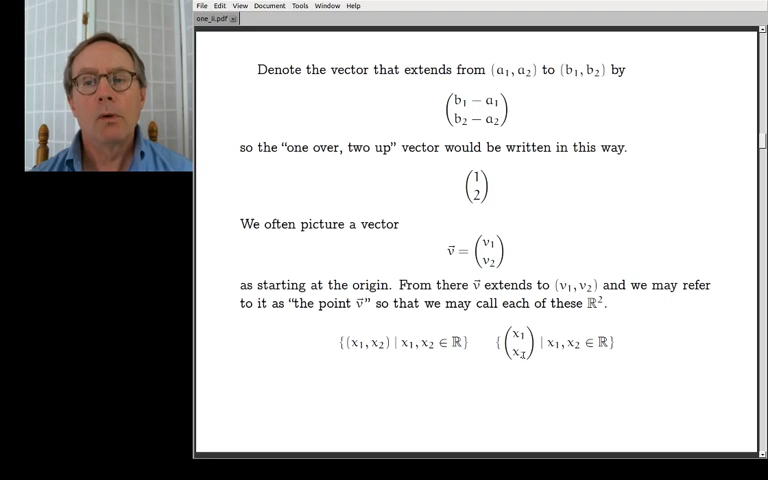 File Edit View Document Tools Window Help
one_ii.pdf
Denote the vector that extends from (a₁, a₂) to (b₁, b₂) by
(b₁ − a₁
b₂ − a₂)
so the “one over, two up” vector would be written in this way.
(1
2)
We often picture a vector
v⃗ = (v₁
v₂)
as starting at the origin. From there v⃗ extends to (v₁, v₂) and we may refer
to it as “the point v⃗” so that we may call each of these ℝ².
{(x₁, x₂) | x₁, x₂ ∈ ℝ} {(x₁
x₂) | x₁, x₂ ∈ ℝ}